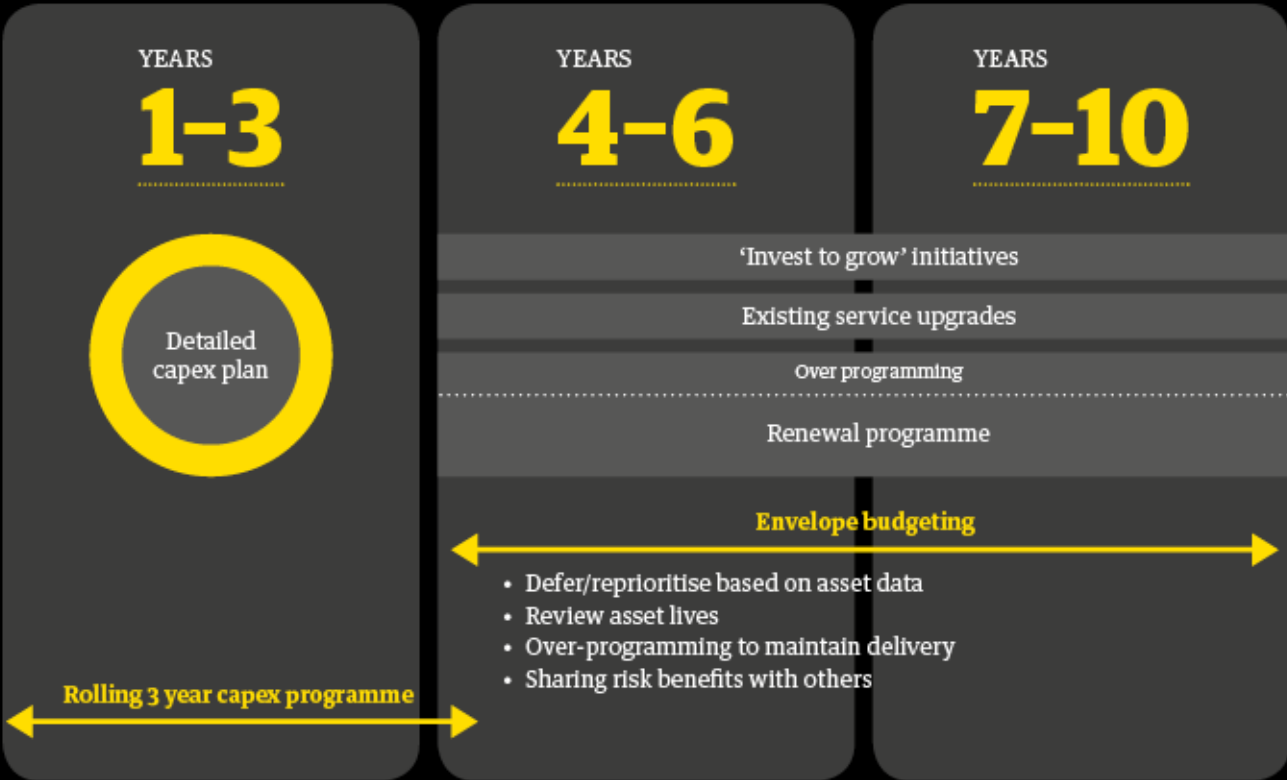 YEARS
1–3
YEARS
4–6
YEARS
7–10
Detailed
capex plan
‘Invest to grow’ initiatives
Existing service upgrades
Over programming
Renewal programme
Envelope budgeting
• Defer/reprioritise based on asset data
• Review asset lives
• Over-programming to maintain delivery
• Sharing risk benefits with others
Rolling 3 year capex programme